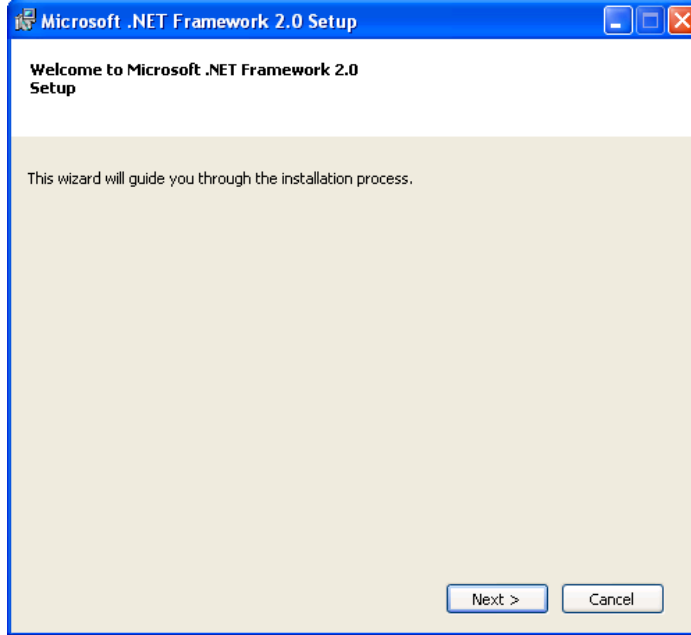 Microsoft .NET Framework 2.0 Setup
Welcome to Microsoft .NET Framework 2.0
Setup
This wizard will guide you through the installation process.
Next > Cancel